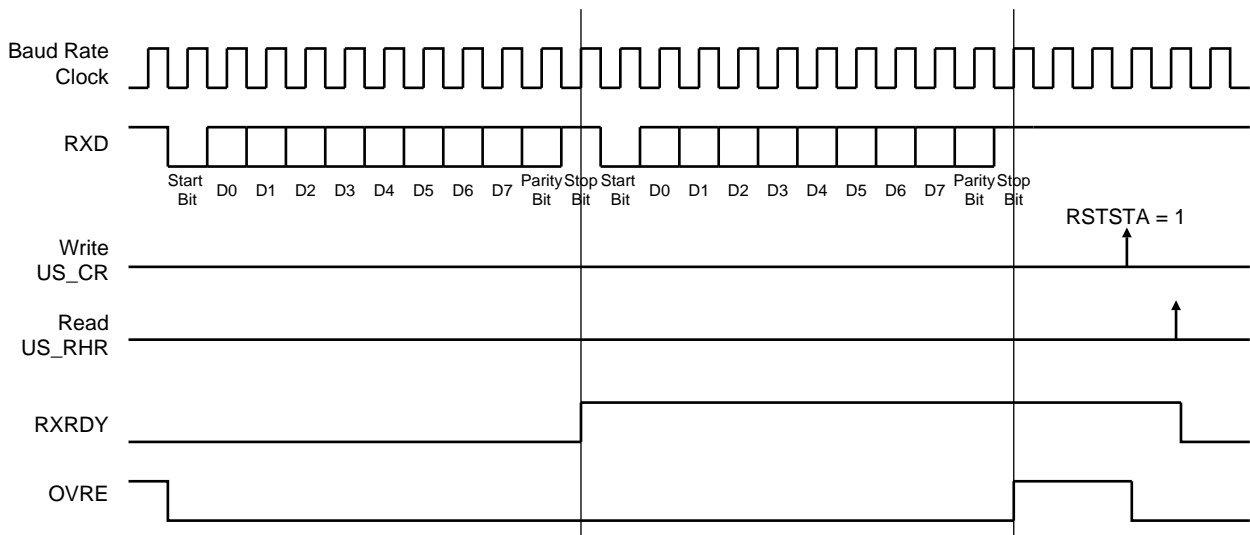 Baud Rate
Clock
RXD
Start
Bit
D0
D1
D2
D3
D4
D5
D6
D7
Parity
Bit
Stop
Bit
Start
Bit
D0
D1
D2
D3
D4
D5
D6
D7
Parity
Bit
Stop
Bit
RSTSTA = 1
Write
US_CR
Read
US_RHR
RXRDY
OVRE